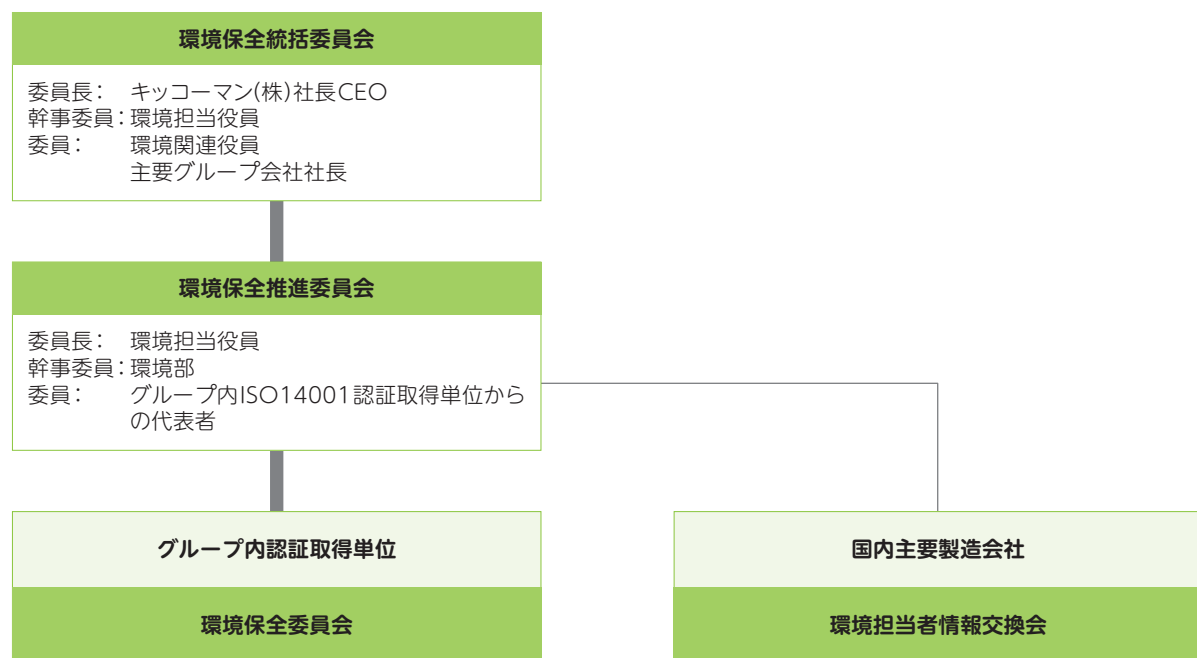 環境保全統括委員会
委員長： キッコーマン(株)社長CEO
幹事委員：環境担当役員
委員： 環境関連役員
主要グループ会社社長
環境保全推進委員会
委員長： 環境担当役員
幹事委員：環境部
委員： グループ内ISO14001認証取得単位から
の代表者
グループ内認証取得単位
環境保全委員会
国内主要製造会社
環境担当者情報交換会